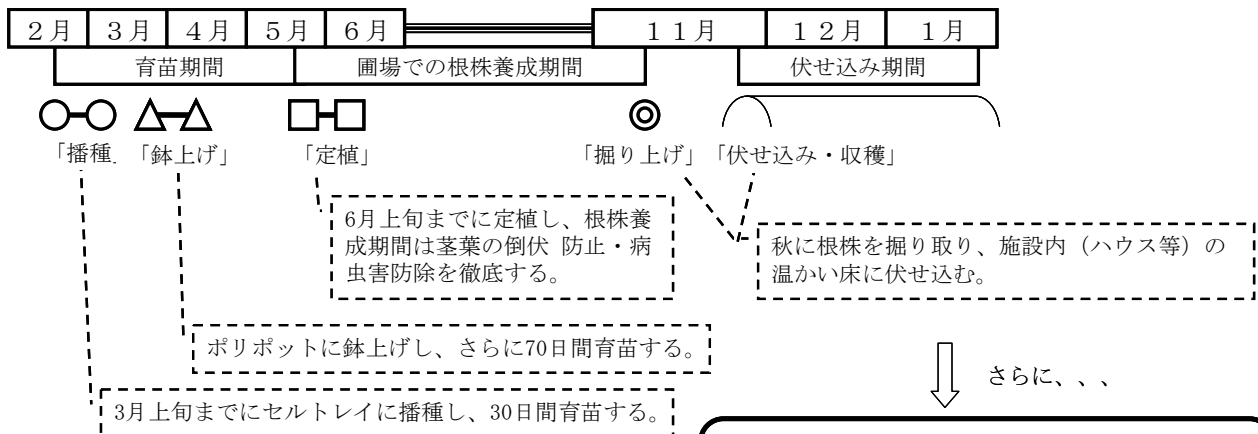 ２月 ３月 ４月 ５月 ６月 １１月 １２月 １月
育苗期間 圃場での根株養成期間 伏せ込み期間
「播種 「鉢上げ」 「定植」 「掘り上げ」「伏せ込み・収穫」
6月上旬までに定植し、根株養
成期間は茎葉の倒伏 防止・病
虫害防除を徹底する。
秋に根株を掘り取り、施設内（ハウス等）の
温かい床に伏せ込む。
ポリポットに鉢上げし、さらに70日間育苗する。
さらに、、、
3月上旬までにセルトレイに播種し、30日間育苗する。